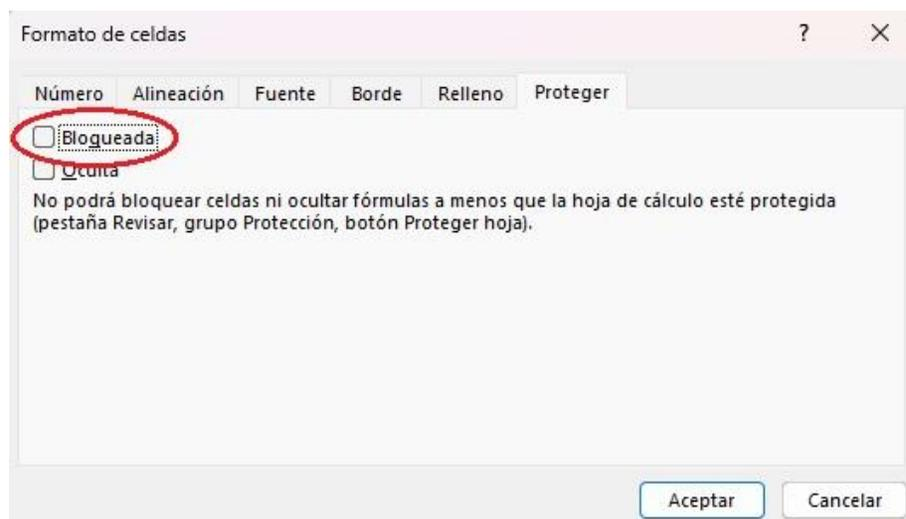 Formato de celdas ?
Número Alineación Fuente Borde Relleno Proteger
Bloqueada
Oculta
No podrá bloquear celdas ni ocultar fórmulas a menos que la hoja de cálculo esté protegida
(pestaña Revisar, grupo Protección, botón Proteger hoja).
Aceptar Cancelar